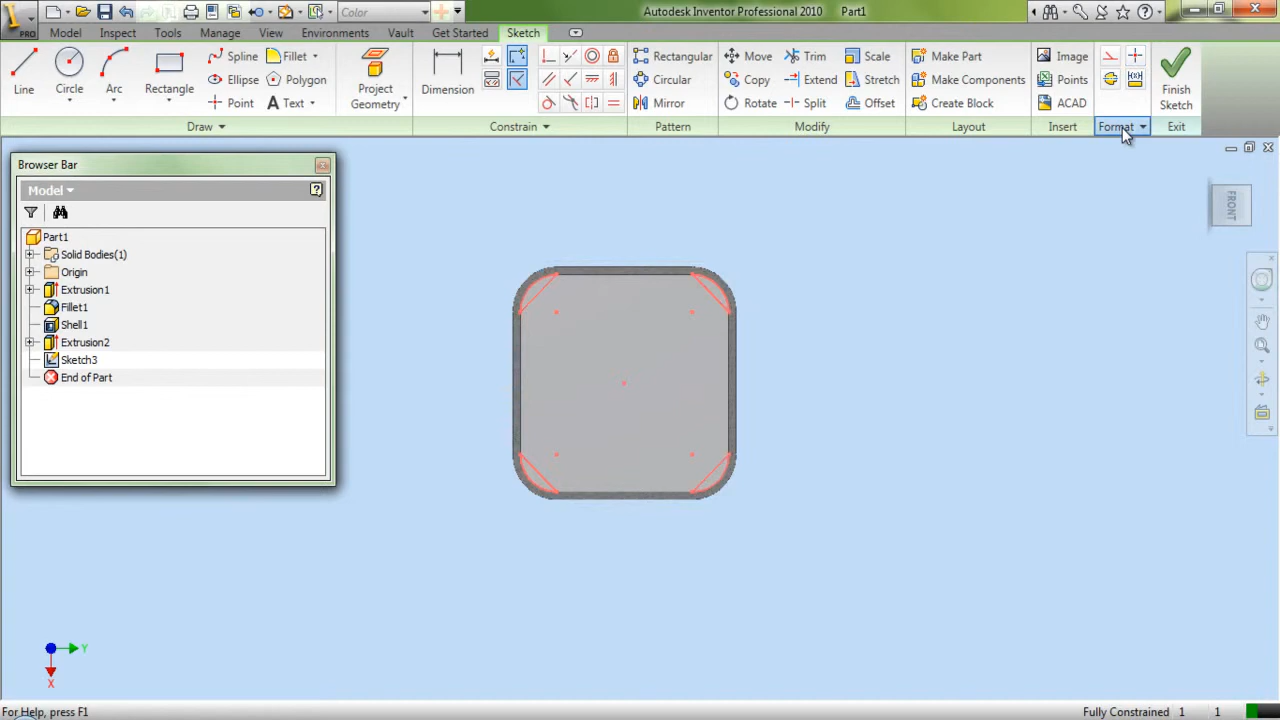 Color
Autodesk Inventor Professional 2010 Part1
PRO
Model Inspect Tools Manage View Environments Vault Get Started Sketch
Line
Circle
Arc
Rectangle
Spline
Ellipse
Point
Fillet
Polygon
Text
Draw
Project
Geometry
Dimension
Constrain
Rectangular
Circular
Mirror
Pattern
Move
Copy
Rotate
Trim
Extend
Split
Scale
Stretch
Offset
Modify
Make Part
Make Components
Create Block
Layout
Image
Points
ACAD
Insert
Format
Finish
Sketch
Exit
Browser Bar
Model
Part1
Solid Bodies(1)
Origin
Extrusion1
Fillet1
Shell1
Extrusion2
Sketch3
End of Part
FRONT
Y
X
For Help, press F1
Fully Constrained 1 1